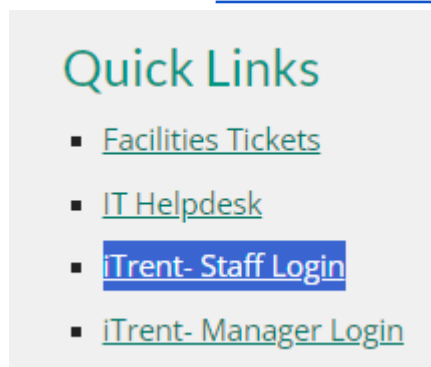 Quick Links
Facilities Tickets
IT Helpdesk
iTrent- Staff Login
iTrent- Manager Login